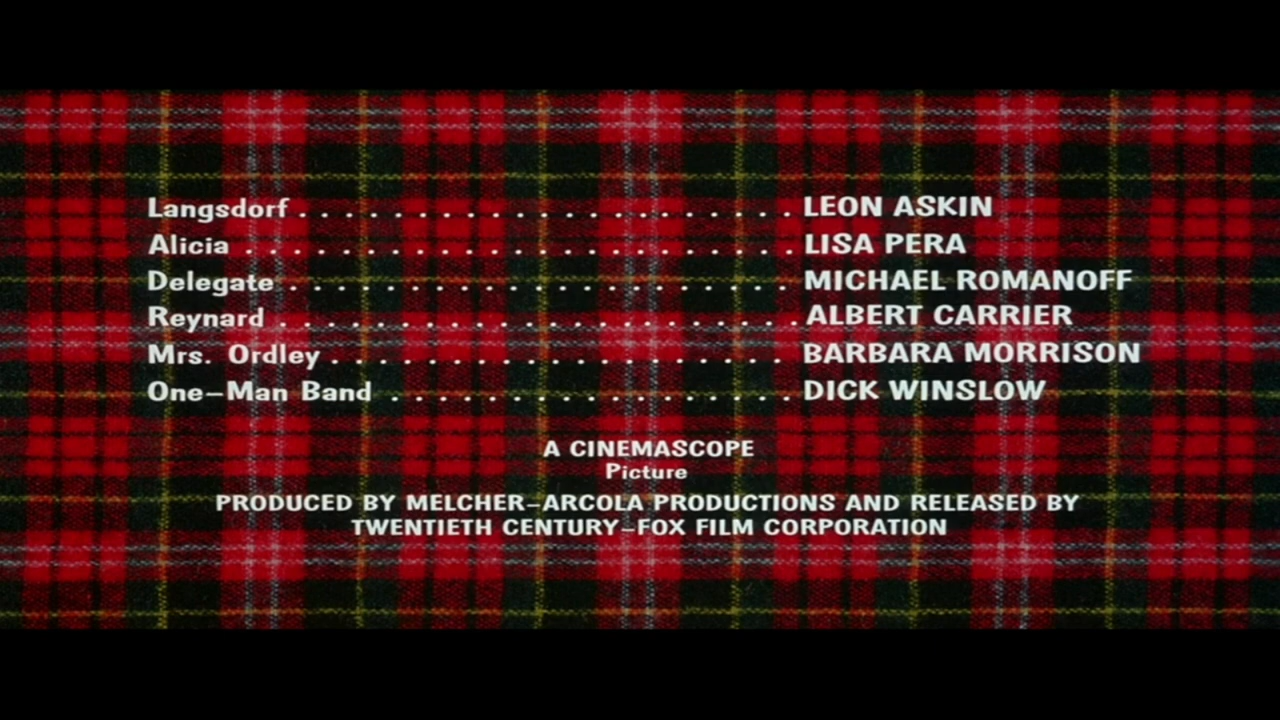 Langsdorf . . . . . . . . . . . . . . . . . . . . . LEON ASKIN
Alicia . . . . . . . . . . . . . . . . . . . . . . . LISA PERA
Delegate . . . . . . . . . . . . . . . . . . . . . MICHAEL ROMANOFF
Reynard . . . . . . . . . . . . . . . . . . . . . . ALBERT CARRIER
Mrs. Ordley . . . . . . . . . . . . . . . . . . . BARBARA MORRISON
One–Man Band . . . . . . . . . . . . . . . . . DICK WINSLOW
A CINEMASCOPE
Picture
PRODUCED BY MELCHER–ARCOLA PRODUCTIONS AND RELEASED BY
TWENTIETH CENTURY–FOX FILM CORPORATION